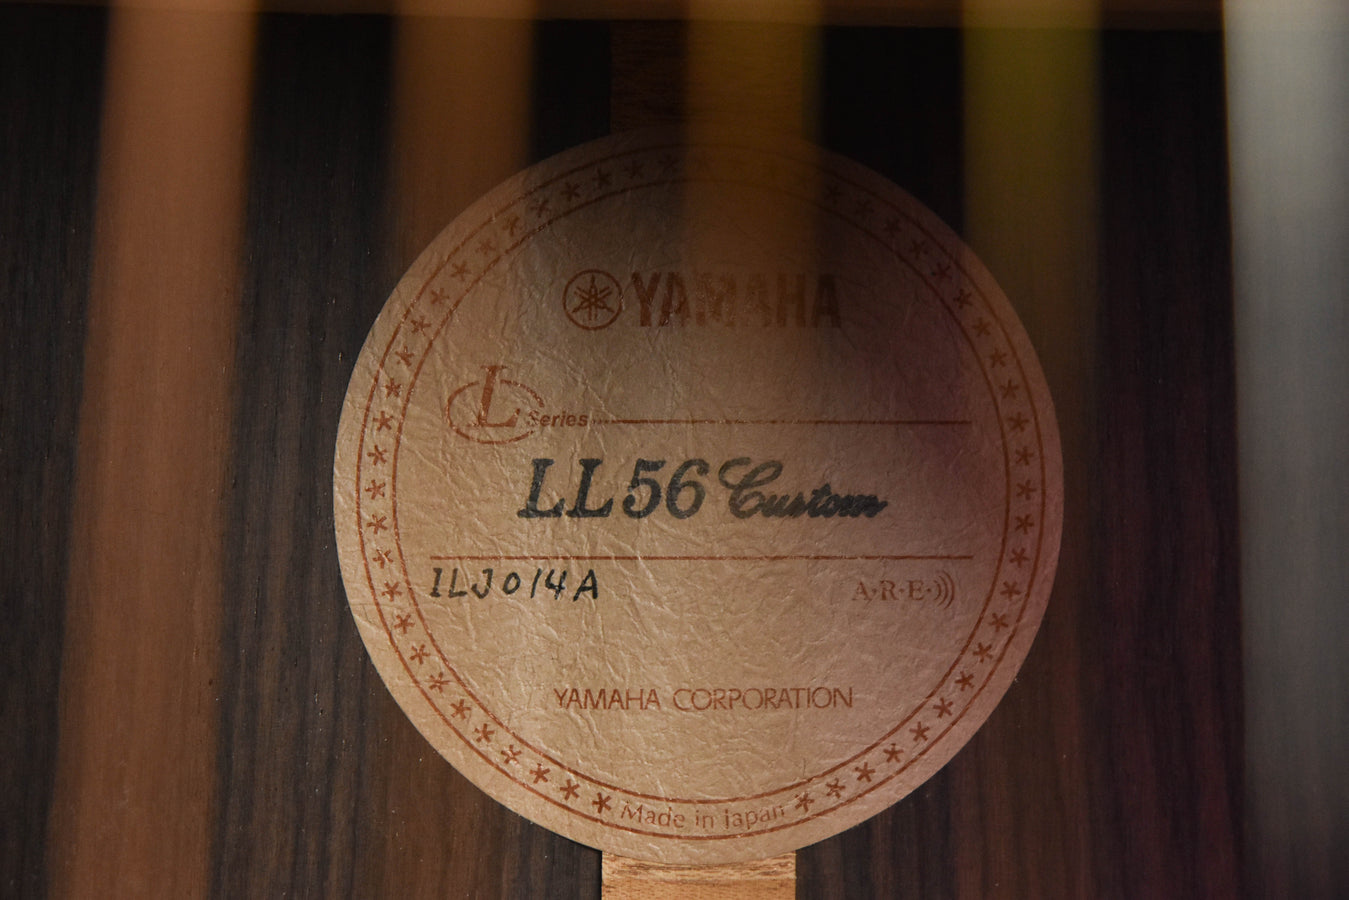 YAMAHA
L Series
LL56 Custom
ILJ014A
A·R·E·
YAMAHA CORPORATION
Made in Japan